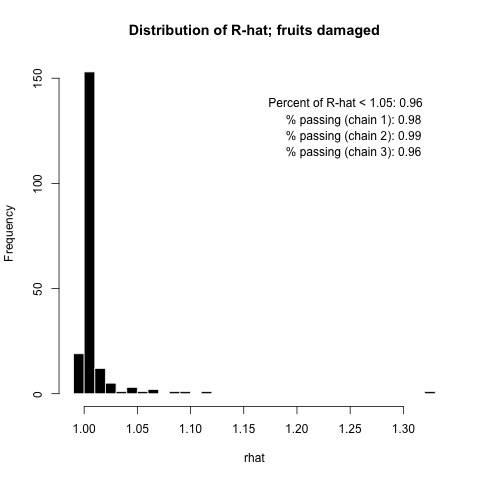 Distribution of R-hat; fruits damaged
Percent of R-hat < 1.05: 0.96
% passing (chain 1): 0.98
% passing (chain 2): 0.99
% passing (chain 3): 0.96
Frequency
150
100
50
0
1.00 1.05 1.10 1.15 1.20 1.25 1.30
rhat